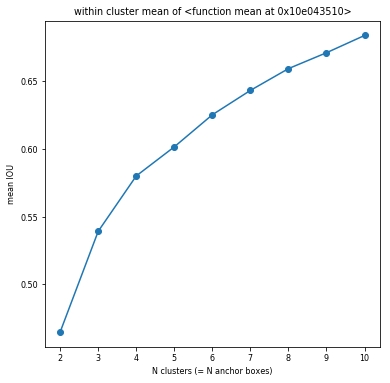 within cluster mean of <function mean at 0x10e043510>
mean IOU
0.65
0.60
0.55
0.50
2 3 4 5 6 7 8 9 10
N clusters (= N anchor boxes)